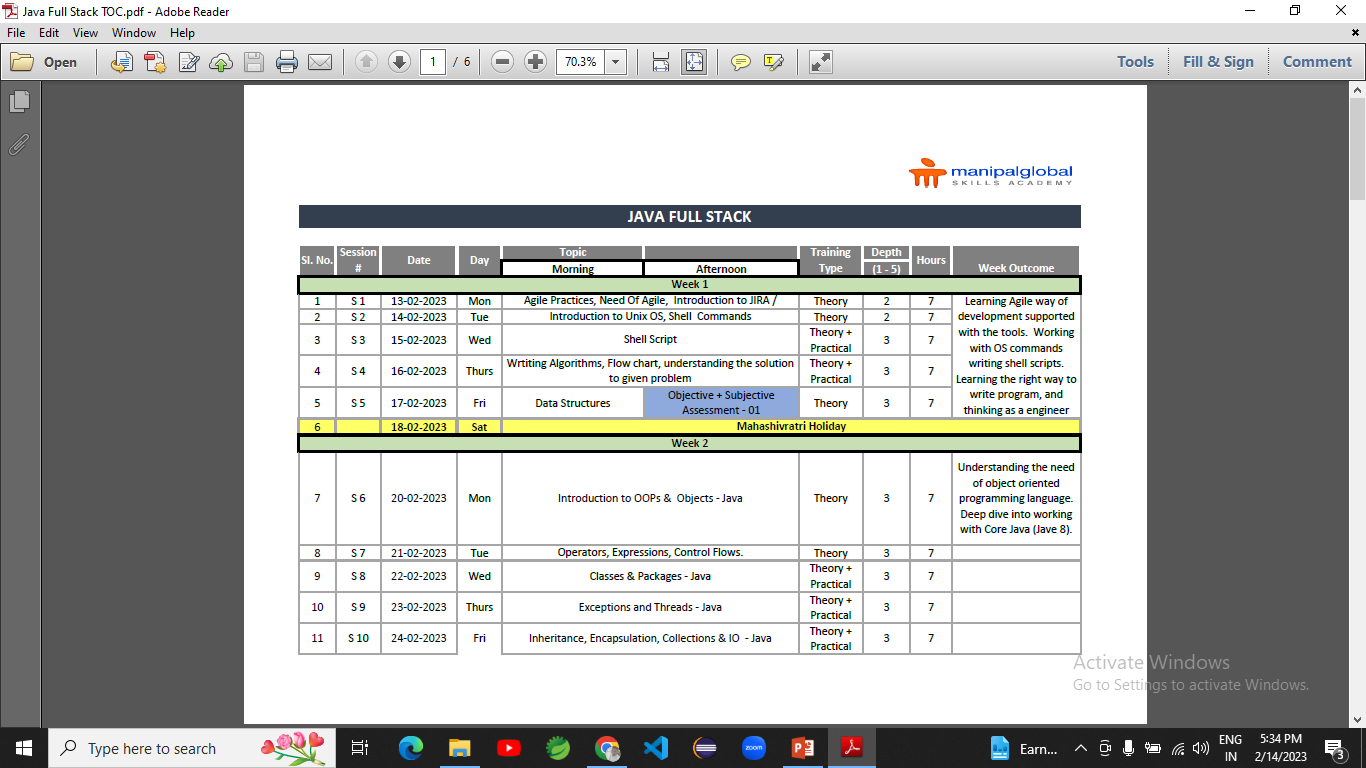 Java Full Stack TOC.pdf - Adobe Reader
File Edit View Window Help
Open 1 / 6 70.3% Tools Fill & Sign Comment
manipalglobal
SKILLS ACADEMY
JAVA FULL STACK
Sl. No. Session # Date Day Topic Training Type Depth (1 - 5) Hours Week Outcome
Morning Afternoon
Week 1
1 S 1 13-02-2023 Mon Agile Practices, Need Of Agile, Introduction to JIRA / Theory 2 7
2 S 2 14-02-2023 Tue Introduction to Unix OS, Shell Commands Theory 2 7
3 S 3 15-02-2023 Wed Shell Script Theory + Practical 3 7
4 S 4 16-02-2023 Thurs Wrtiting Algorithms, Flow chart, understanding the solution to given problem Theory + Practical 3 7
5 S 5 17-02-2023 Fri Data Structures Objective + Subjective Assessment - 01 Theory 3 7
Learning Agile way of
development supported
with the tools. Working
with OS commands
writing shell scripts.
Learning the right way to
write program, and
thinking as a engineer
6 18-02-2023 Sat Mahashivratri Holiday
Week 2
7 S 6 20-02-2023 Mon Introduction to OOPs & Objects - Java Theory 3 7
Understanding the need
of object oriented
programming language.
Deep dive into working
with Core Java (Jave 8).
8 S 7 21-02-2023 Tue Operators, Expressions, Control Flows. Theory 3 7
9 S 8 22-02-2023 Wed Classes & Packages - Java Theory + Practical 3 7
10 S 9 23-02-2023 Thurs Exceptions and Threads - Java Theory + Practical 3 7
11 S 10 24-02-2023 Fri Inheritance, Encapsulation, Collections & IO - Java Theory + Practical 3 7
Activate Windows
Go to Settings to activate Windows.
Type here to search
zoom
Earn...
ENG
IN
5:34 PM
2/14/2023
3